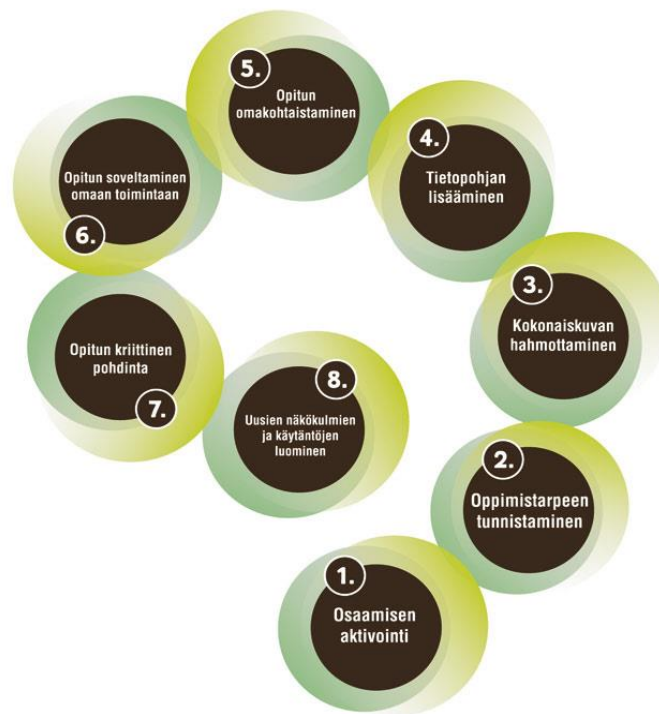 1.
Osaamisen
aktivointi
2.
Oppimistarpeen
tunnistaminen
3.
Kokonaiskuvan
hahmottaminen
4.
Tietopohjan
lisääminen
5.
Opitun
omakohtaistaminen
Opitun soveltaminen
omaan toimintaan
6.
Opitun kriittinen
pohdinta
7.
8.
Uusien näkökulmien
ja käytäntöjen
luominen